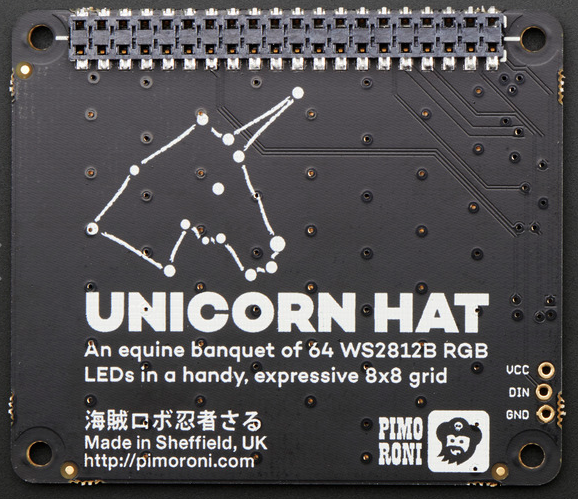 UNICORN HAT
An equine banquet of 64 WS2812B RGB
LEDs in a handy, expressive 8x8 grid
VCC
DIN
GND
海賊ロボ忍者さる
Made in Sheffield, UK
http://pimoroni.com
PIMO
RONI